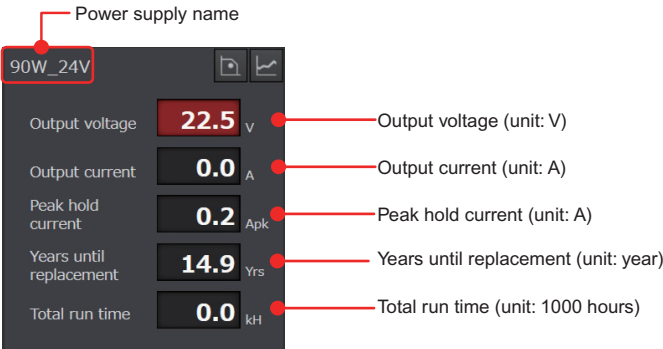 Power supply name
90W_24V
Output voltage 22.5 V Output voltage (unit: V)
Output current 0.0 A Output current (unit: A)
Peak hold
current 0.2 Apk Peak hold current (unit: A)
Years until
replacement 14.9 Yrs Years until replacement (unit: year)
Total run time 0.0 kH Total run time (unit: 1000 hours)